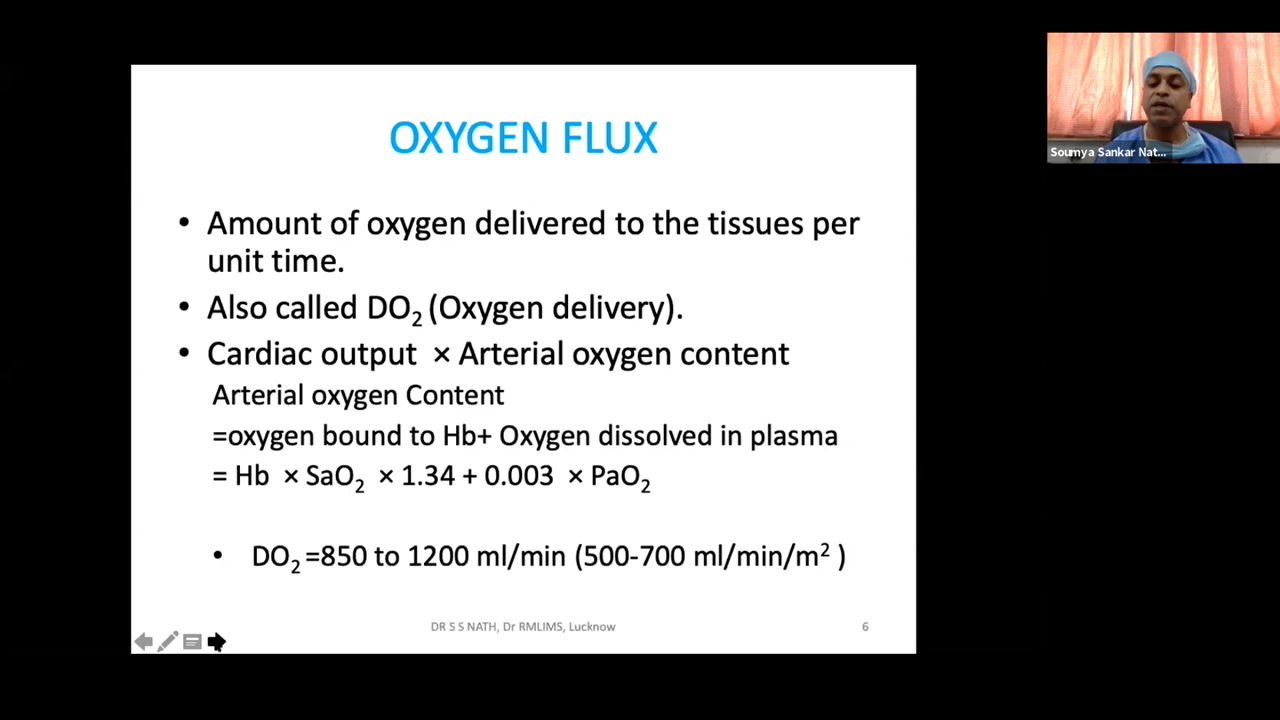 OXYGEN FLUX
• Amount of oxygen delivered to the tissues per
unit time.
• Also called DO₂ (Oxygen delivery).
• Cardiac output × Arterial oxygen content
Arterial oxygen Content
=oxygen bound to Hb+ Oxygen dissolved in plasma
= Hb × SaO₂ × 1.34 + 0.003 × PaO₂
• DO₂ =850 to 1200 ml/min (500-700 ml/min/m² )
DR S S NATH, Dr RMLIMS, Lucknow
6
Soumya Sankar Nat...